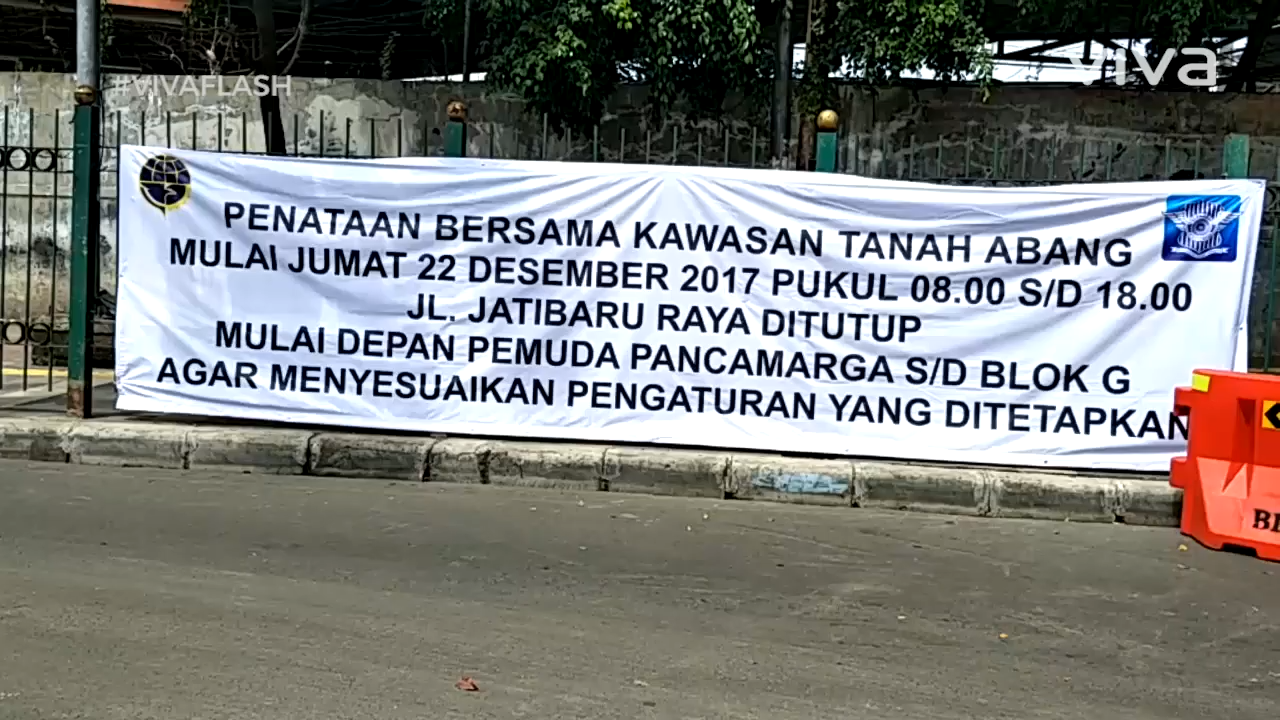 viva
#VIVAFLASH
PENATAAN BERSAMA KAWASAN TANAH ABANG
MULAI JUMAT 22 DESEMBER 2017 PUKUL 08.00 S/D 18.00
JL. JATIBARU RAYA DITUTUP
MULAI DEPAN PEMUDA PANCAMARGA S/D BLOK G
AGAR MENYESUAIKAN PENGATURAN YANG DITETAPKAN